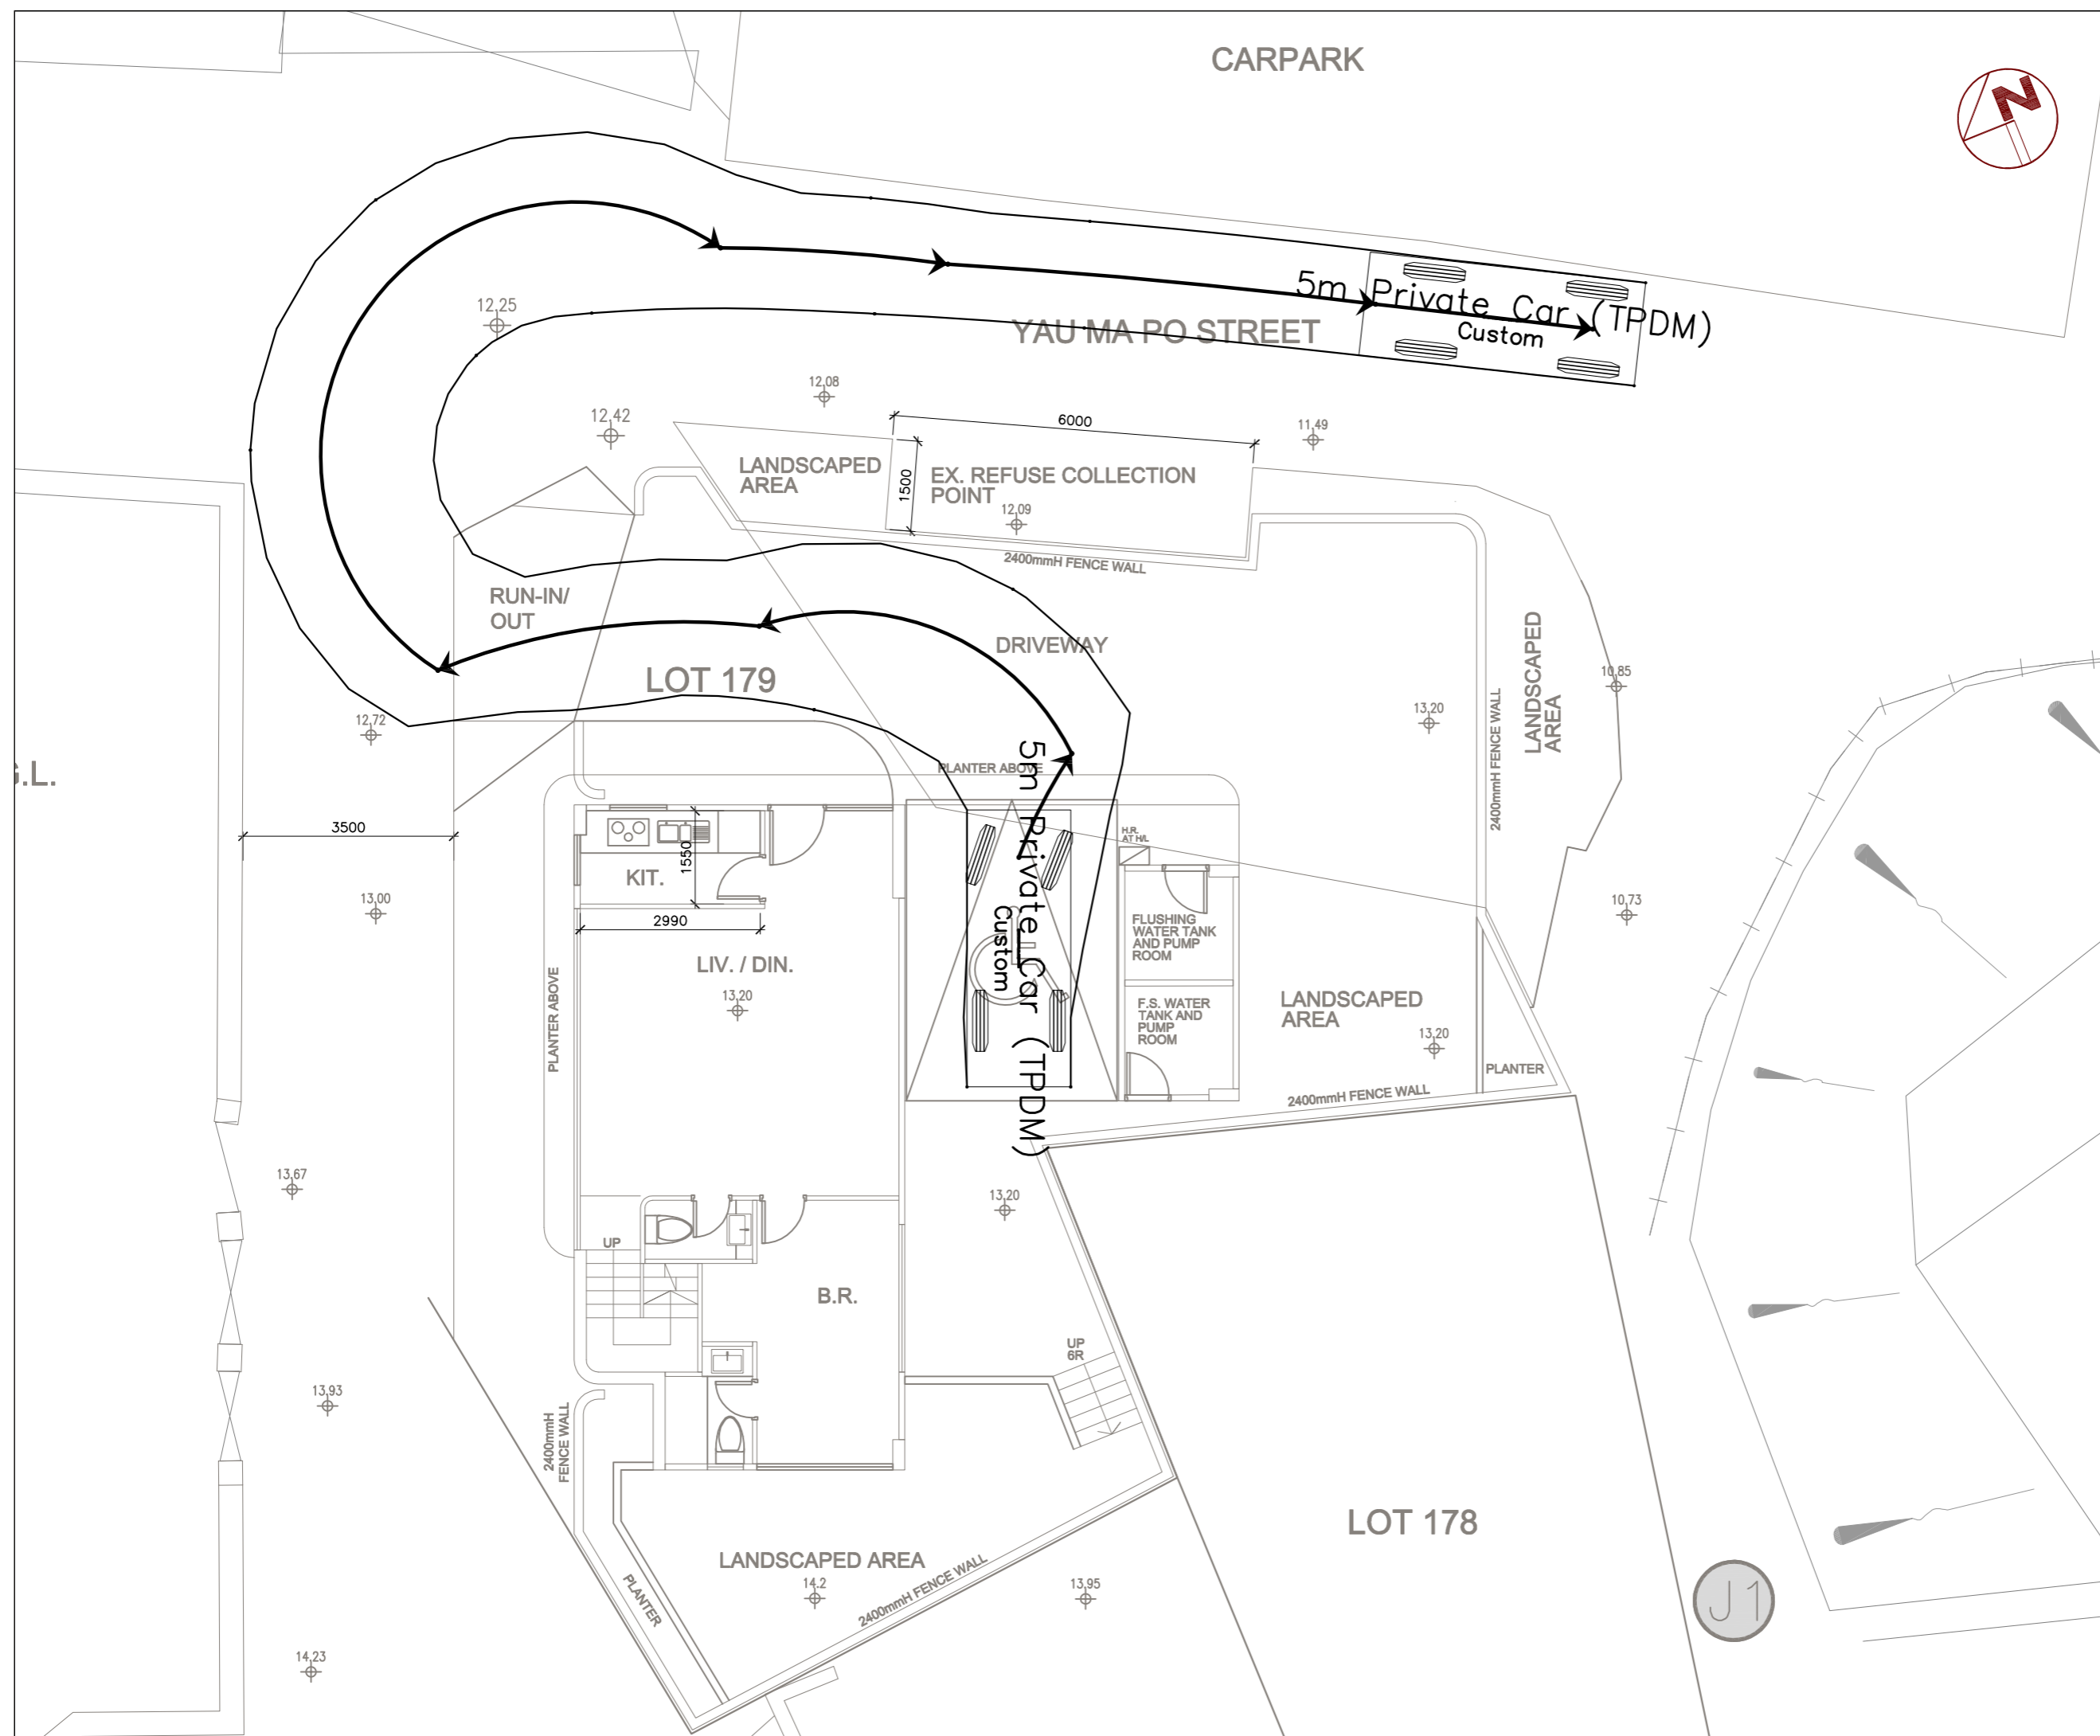 CARPARK
N
5m Private Car (TPDM)
Custom
YAU MA PO STREET
12.25
12.08
12.42
6000
11.49
LANDSCAPED
AREA
1500
EX. REFUSE COLLECTION
POINT
12.09
2400mmH FENCE WALL
RUN-IN/
OUT
DRIVEWAY
LOT 179
LANDSCAPED
AREA
10.85
13.20
2400mmH FENCE WALL
12.72
G.L.
PLANTER ABOVE
3500
H.R.
AT H/L
1550
KIT.
5m Private Car (TPDM)
Custom
13.00
2990
10.73
FLUSHING
WATER TANK
AND PUMP
ROOM
LIV. / DIN.
13.20
PLANTER ABOVE
F.S. WATER
TANK AND
PUMP
ROOM
LANDSCAPED
AREA
13.20
PLANTER
2400mmH FENCE WALL
13.67
13.20
UP
B.R.
UP
6R
13.93
2400mmH
FENCE WALL
LOT 178
LANDSCAPED AREA
14.2
2400mmH FENCE WALL
PLANTER
13.95
J1
14.23